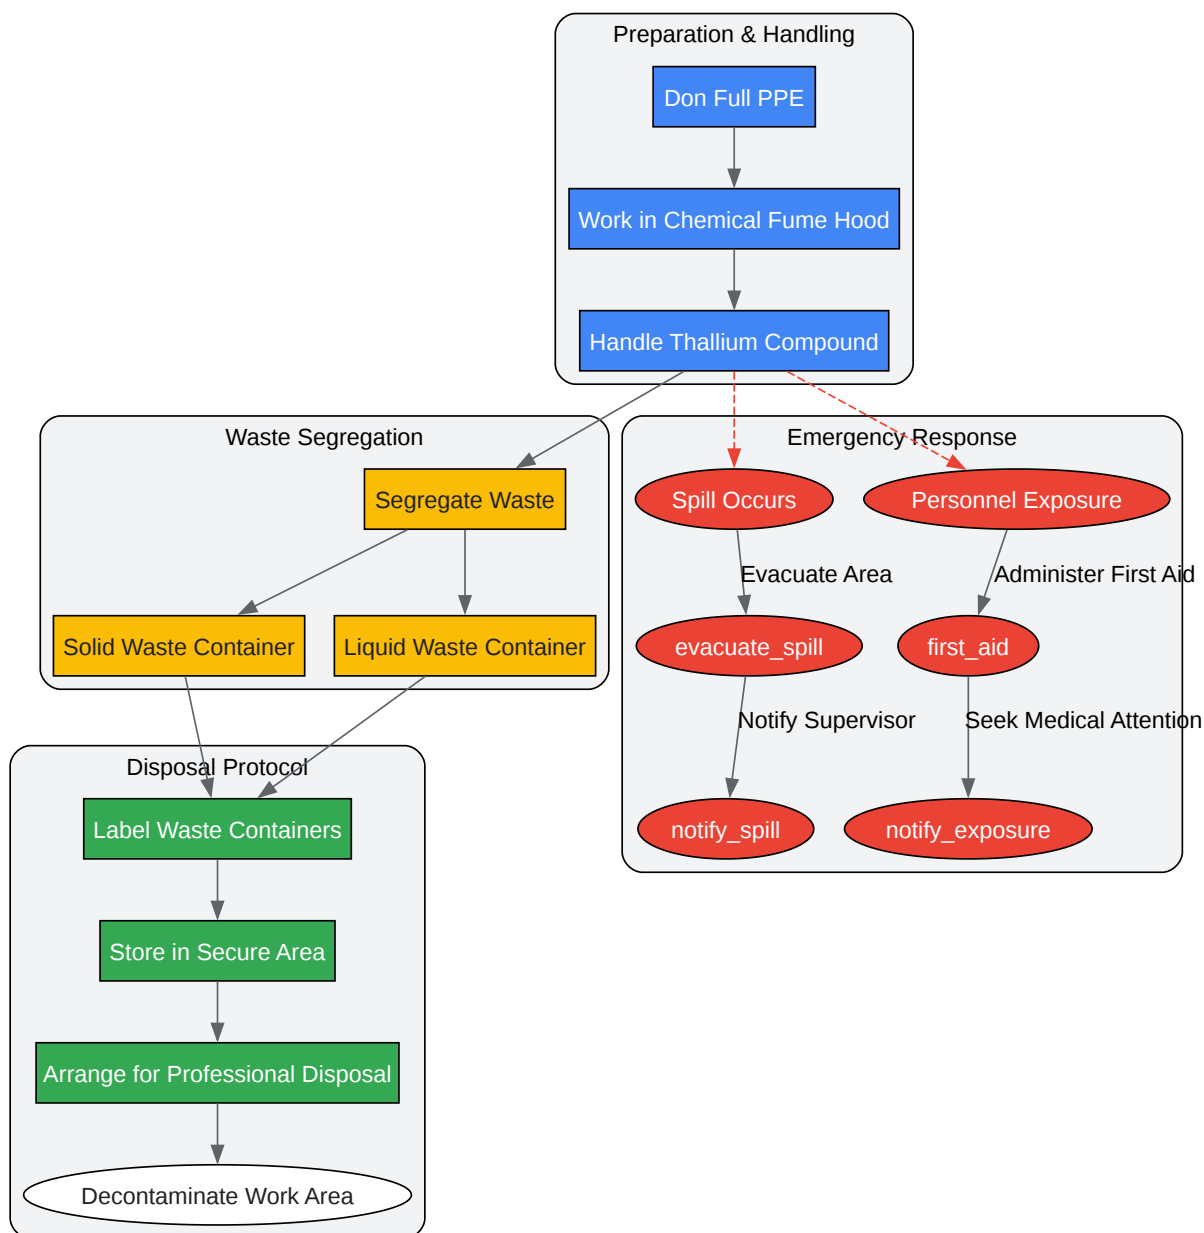 Preparation & Handling
Don Full PPE
Work in Chemical Fume Hood
Handle Thallium Compound
Waste Segregation
Segregate Waste
Solid Waste Container
Liquid Waste Container
Emergency Response
Spill Occurs
Personnel Exposure
Evacuate Area
Administer First Aid
evacuate_spill
first_aid
Notify Supervisor
Seek Medical Attention
notify_spill
notify_exposure
Disposal Protocol
Label Waste Containers
Store in Secure Area
Arrange for Professional Disposal
Decontaminate Work Area